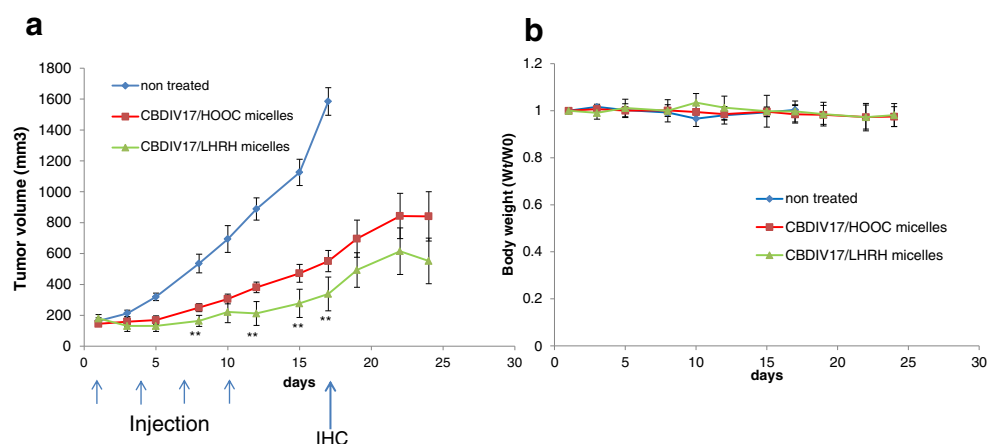 a
1800
1600
1400
1200
1000
800
600
400
200
0
Tumor volume (mm3)
non treated
CBDIV17/HOOC micelles
CBDIV17/LHRH micelles
** ** ** **
0 5 10 15 20 25 30
days
Injection
IHC
b
1.2
1
0.8
0.6
0.4
0.2
0
Body weight (Wt/W0)
non treated
CBDIV17/HOOC micelles
CBDIV17/LHRH micelles
0 5 10 15 20 25 30
days